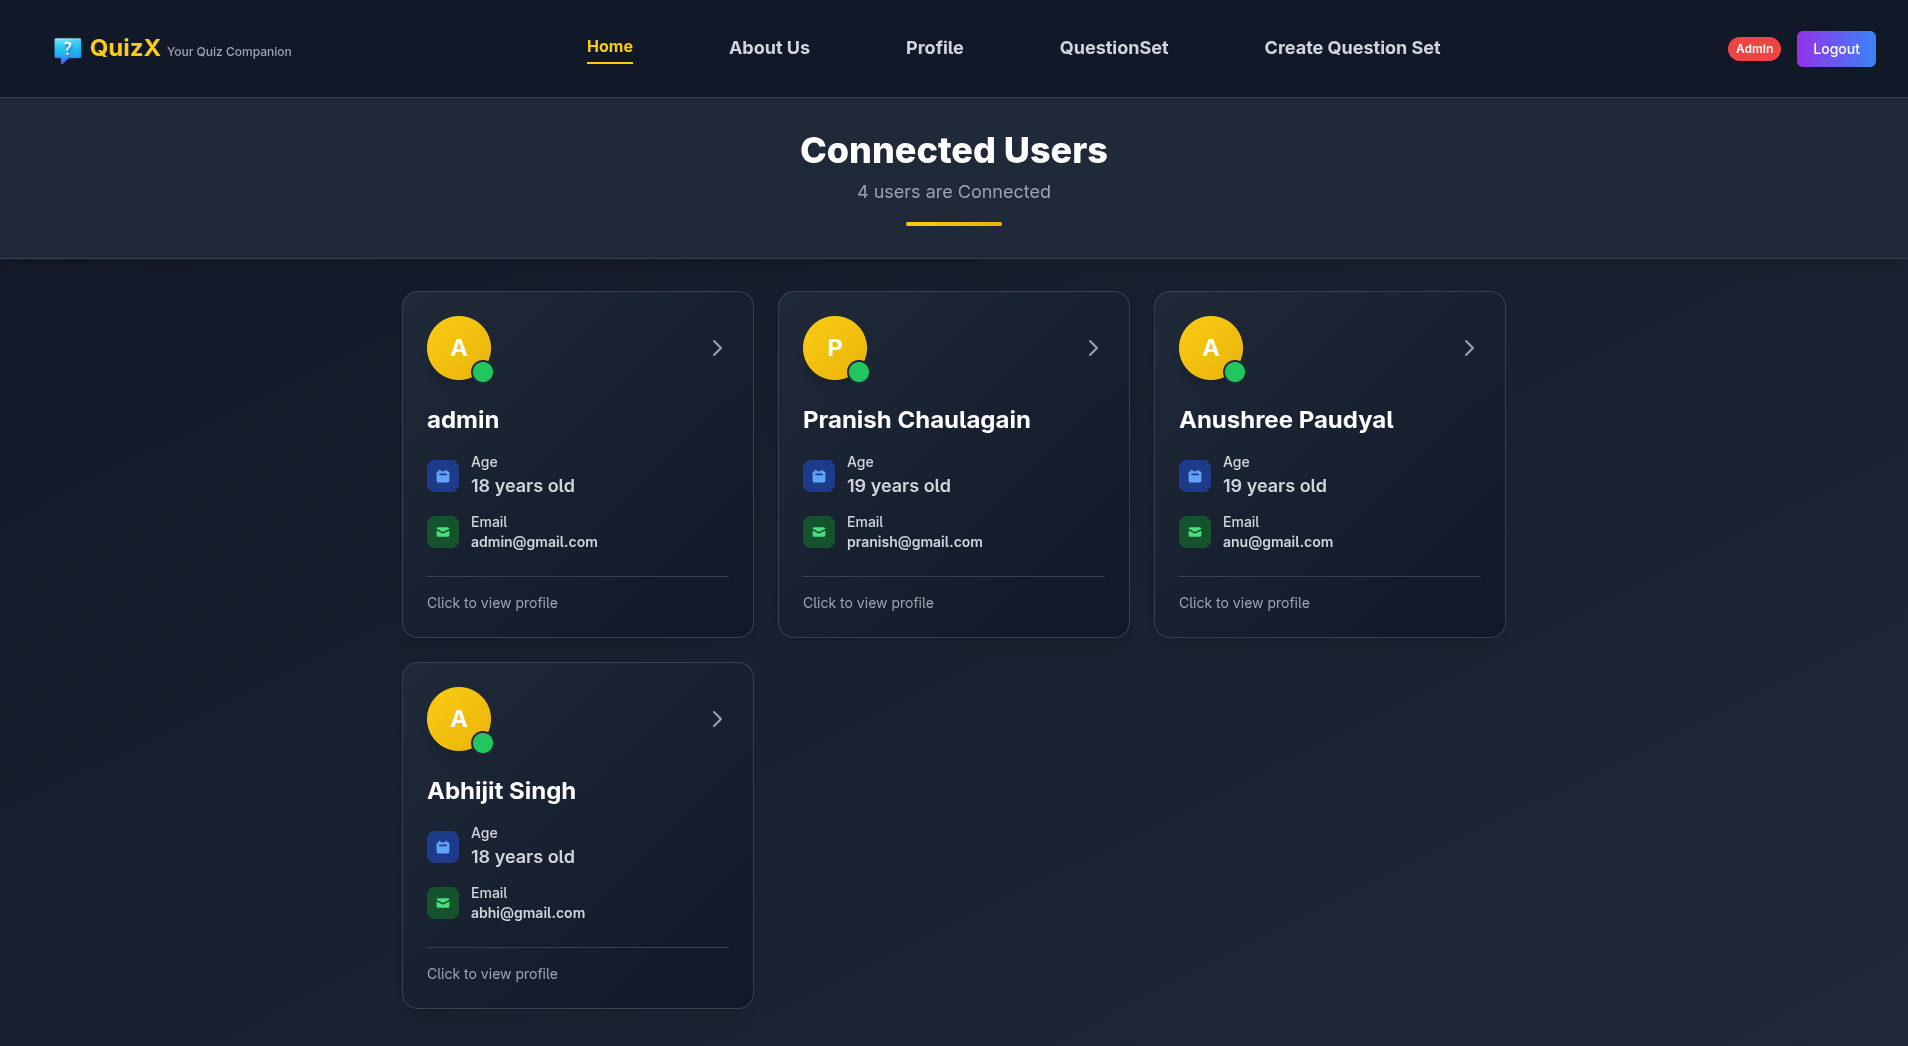 QuizX Your Quiz Companion
Home
About Us
Profile
QuestionSet
Create Question Set
Admin
Logout
Connected Users
4 users are Connected
A
admin
Age
18 years old
Email
admin@gmail.com
Click to view profile
P
Pranish Chaulagain
Age
19 years old
Email
pranish@gmail.com
Click to view profile
A
Anushree Paudyal
Age
19 years old
Email
anu@gmail.com
Click to view profile
A
Abhijit Singh
Age
18 years old
Email
abhi@gmail.com
Click to view profile